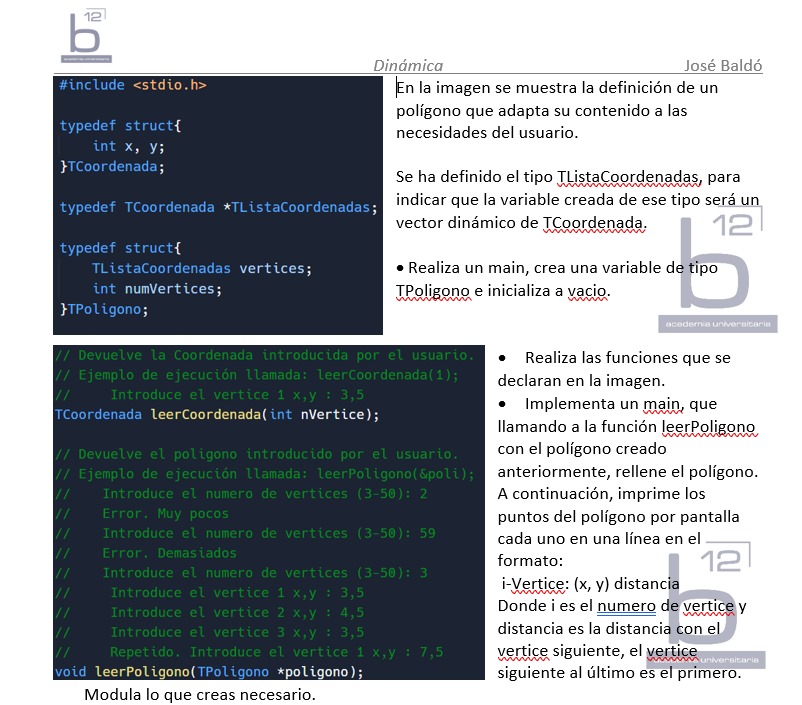 b12
academia universitaria
Dinámica José Baldó
#include <stdio.h>
typedef struct{
    int x, y;
}TCoordenada;
typedef TCoordenada *TListaCoordenadas;
typedef struct{
    TListaCoordenadas vertices;
    int numVertices;
}TPoligono;
En la imagen se muestra la definición de un
polígono que adapta su contenido a las
necesidades del usuario.
Se ha definido el tipo TListaCoordenadas, para
indicar que la variable creada de ese tipo será un
vector dinámico de TCoordenada.
• Realiza un main, crea una variable de tipo
TPoligono e inicializa a vacio.
b12
academia universitaria
// Devuelve la Coordenada introducida por el usuario.
// Ejemplo de ejecución llamada: leerCoordenada(1);
//     Introduce el vertice 1 x,y : 3,5
TCoordenada leerCoordenada(int nVertice);
// Devuelve el poligono introducido por el usuario.
// Ejemplo de ejecución llamada: leerPoligono(&poli);
//    Introduce el numero de vertices (3-50): 2
//    Error. Muy pocos
//    Introduce el numero de vertices (3-50): 59
//    Error. Demasiados
//    Introduce el numero de vertices (3-50): 3
//    Introduce el vertice 1 x,y : 3,5
//    Introduce el vertice 2 x,y : 4,5
//    Introduce el vertice 3 x,y : 3,5
//    Repetido. Introduce el vertice 1 x,y : 7,5
void leerPoligono(TPoligono *poligono);
• Realiza las funciones que se
declaran en la imagen.
• Implementa un main, que
llamando a la función leerPoligono
con el polígono creado
anteriormente, rellene el polígono.
A continuación, imprime los
puntos del polígono por pantalla
cada uno en una línea en el
formato:
i-Vertice: (x, y) distancia
Donde i es el numero de vertice y
distancia es la distancia con el
vertice siguiente, el vertice
siguiente al último es el primero.
b12
universitaria
Modula lo que creas necesario.